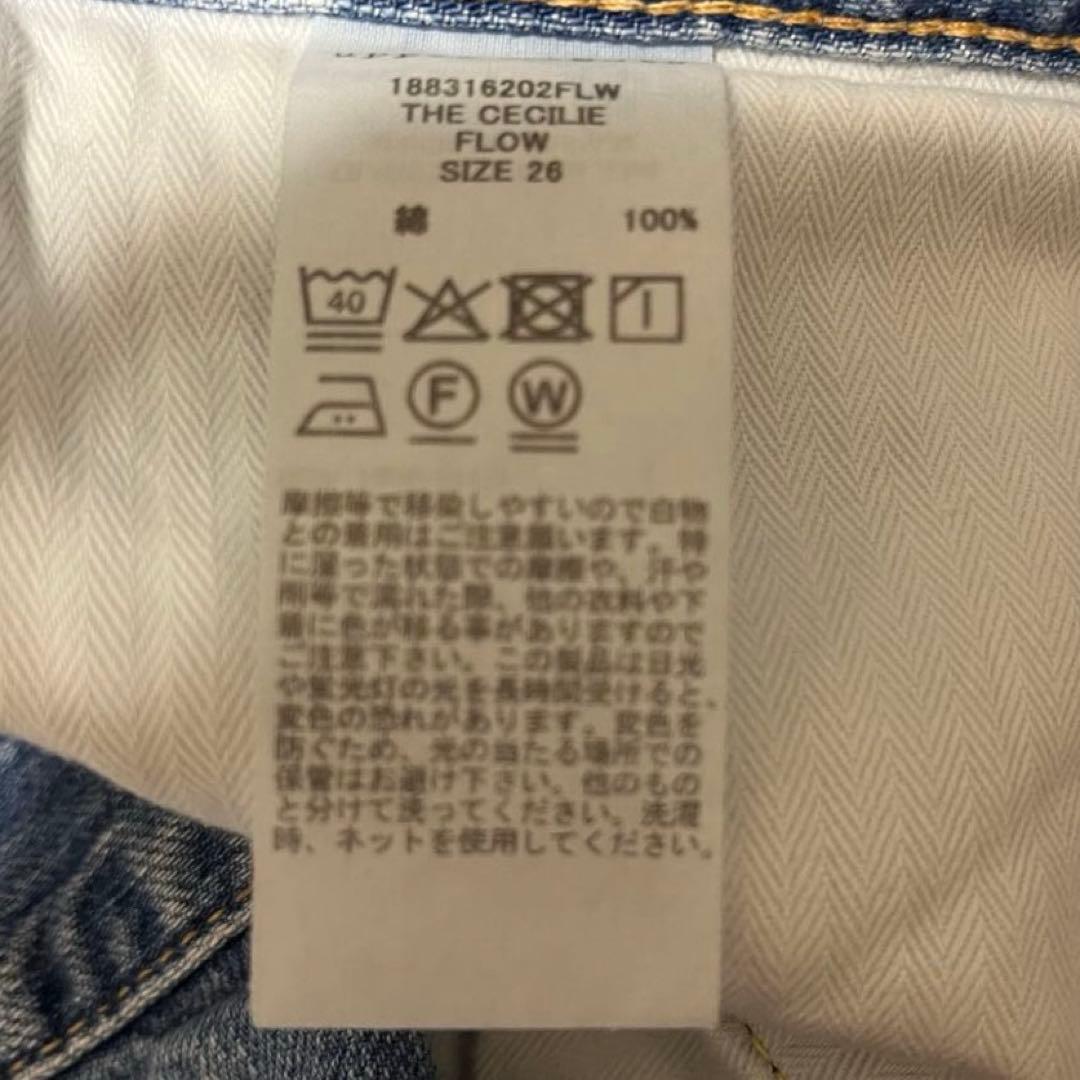 188316202FLW
THE CECILIE
FLOW
SIZE 26
綿 100%
40
F W
摩擦等で移染しやすいので白物
との着用はご注意願います。特
に湿った状態での摩擦や、汗や
雨等で濡れた際、他の衣料や下
着に色が移る事がありますので
ご注意下さい。この製品は日光
や蛍光灯の光を長時間受けると、
変色の恐れがあります。変色を
防ぐため、光の当たる場所での
保管はお避け下さい。他のもの
と分けて洗ってください。洗濯
時、ネットを使用してください。